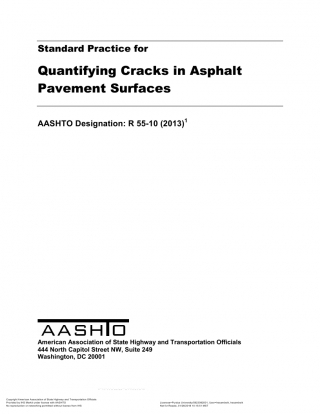 Standard Practice for
Quantifying Cracks in Asphalt
Pavement Surfaces
AASHTO Designation: R 55-10 (2013)1
AASHTO
American Association of State Highway and Transportation Officials
444 North Capitol Street NW, Suite 249
Washington, DC 20001